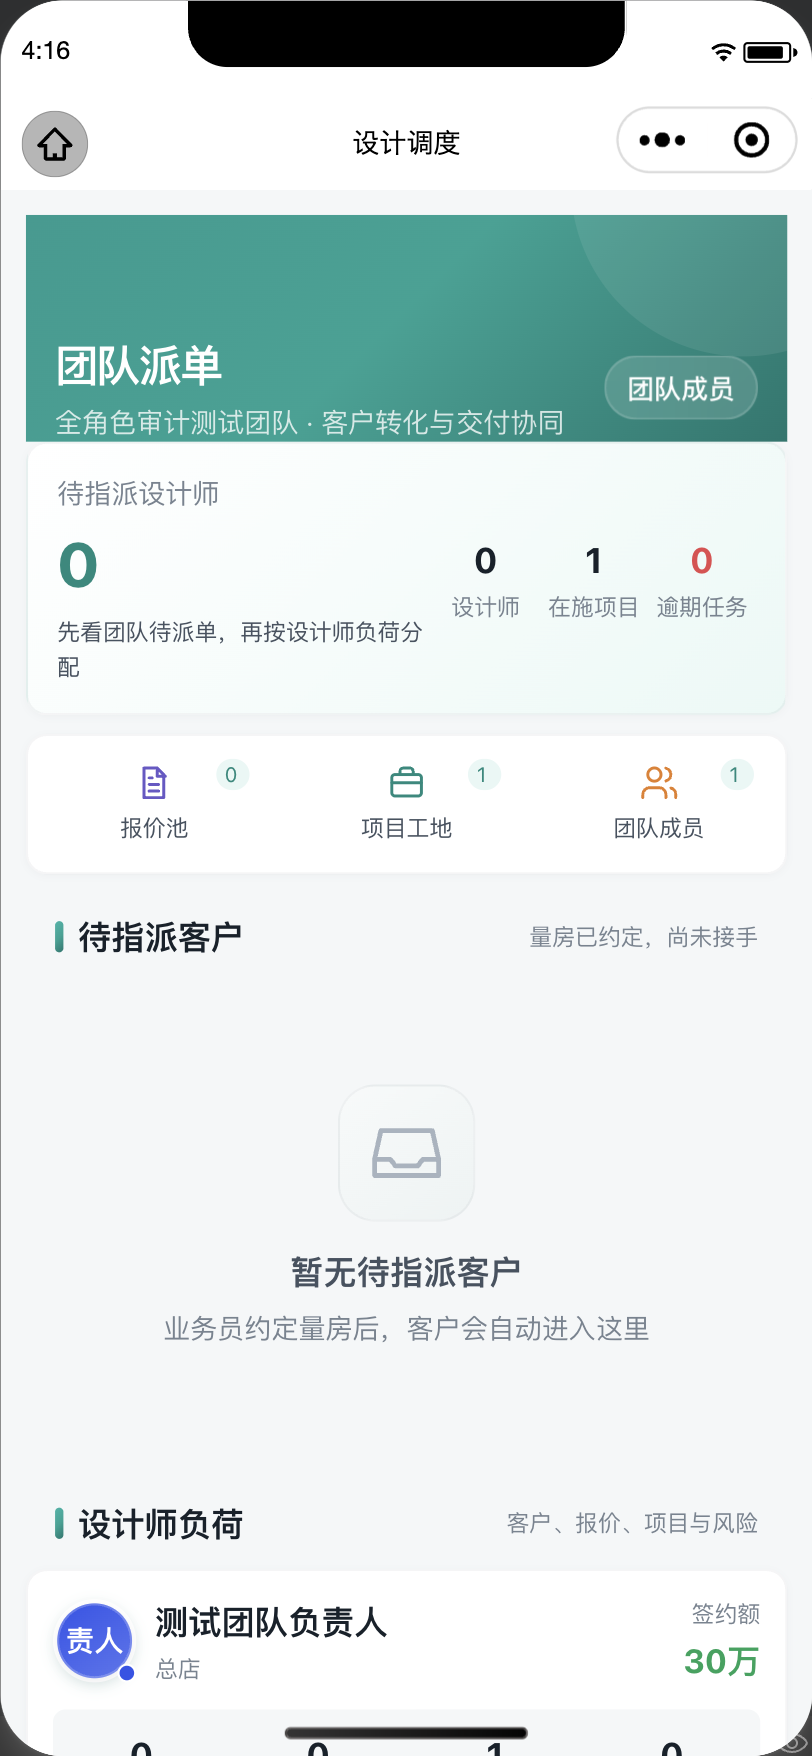 4:16
设计调度
团队派单
全角色审计测试团队 · 客户转化与交付协同
团队成员
待指派设计师
0
先看团队待派单，再按设计师负荷分
配
0
设计师
1
在施项目
0
逾期任务
报价池
0
项目工地
1
团队成员
1
待指派客户
量房已约定，尚未接手
暂无待指派客户
业务员约定量房后，客户会自动进入这里
设计师负荷
客户、报价、项目与风险
责人
测试团队负责人
总店
签约额
30万
0 0 1 0